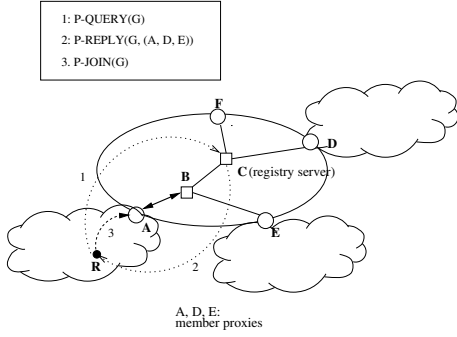 1: P-QUERY(G)
2: P-REPLY(G, (A, D, E))
3. P-JOIN(G)
F
D
C (registry server)
B
1
A
3
E
R
2
A, D, E:
member proxies